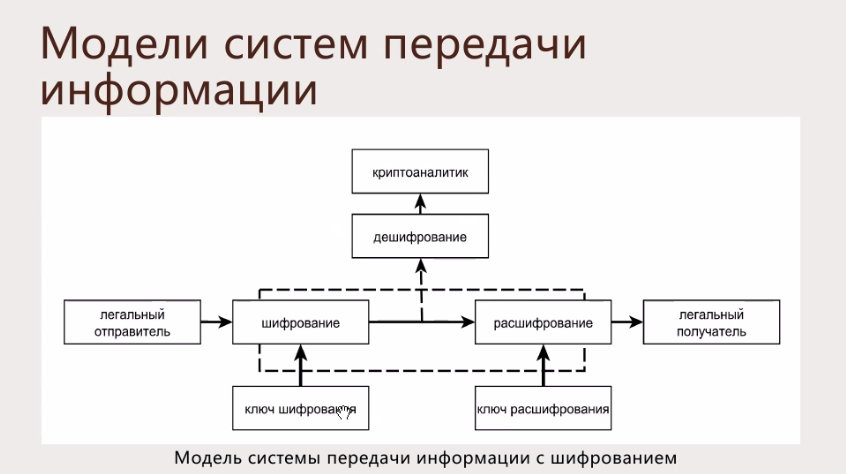 Модели систем передачи
информации
криптоаналитик
дешифрование
легальный
отправитель
шифрование
расшифрование
легальный
получатель
ключ шифрования
ключ расшифрования
Модель системы передачи информации с шифрованием